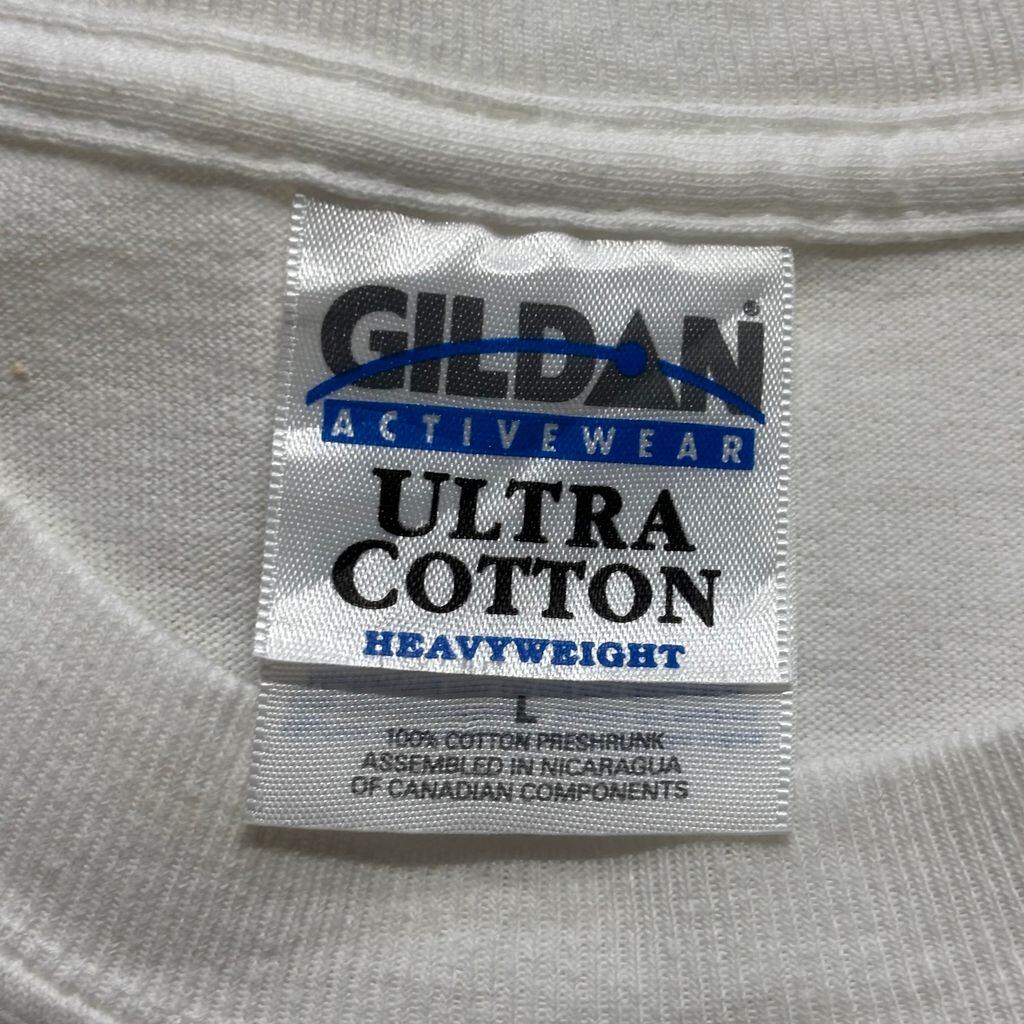 GILDAN®
ACTIVEWEAR
ULTRA
COTTON
HEAVYWEIGHT
L
100% COTTON PRESHRUNK
ASSEMBLED IN NICARAGUA
OF CANADIAN COMPONENTS